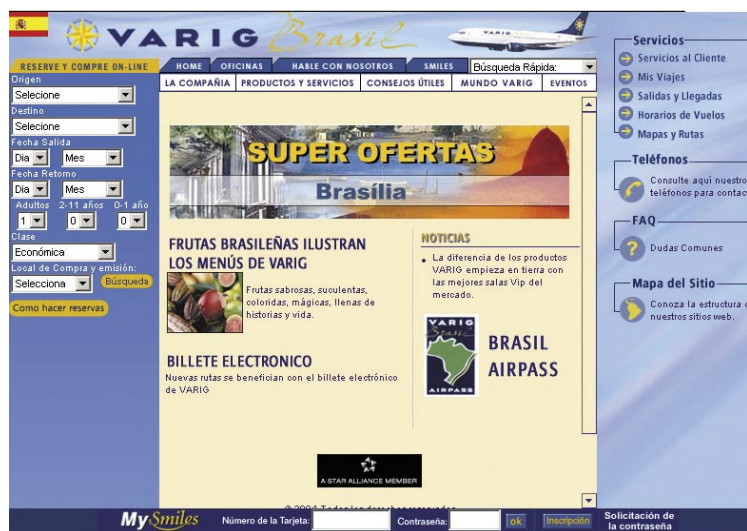 VARIG Brasil
VARIG
RESERVE Y COMPRE ON-LINE
Origen
Selecione
Destino
Selecione
Fecha Salida
Dia Mes
Fecha Retorno
Dia Mes
Adultos 2-11 años 0-1 año
1 0 0
Clase
Económica
Local de Compra y emisión:
Selecciona Búsqueda
Como hacer reservas
HOME OFICINAS HABLE CON NOSOTROS SMILES Búsqueda Rápida:
LA COMPAÑIA PRODUCTOS Y SERVICIOS CONSEJOS ÚTILES MUNDO VARIG EVENTOS
SUPER OFERTAS
Brasília
FRUTAS BRASILEÑAS ILUSTRAN
LOS MENÚS DE VARIG
Frutas sabrosas, suculentas,
coloridas, mágicas, llenas de
historias y vida.
BILLETE ELECTRONICO
Nuevas rutas se benefician con el billete electrónico
de VARIG
NOTICIAS
La diferencia de los productos
VARIG empieza en tierra con
las mejores salas Vip del
mercado.
VARIG
Brasil
AIRPASS
BRASIL
AIRPASS
A STAR ALLIANCE MEMBER
Servicios
Servicios al Cliente
Mis Viajes
Salidas y Llegadas
Horarios de Vuelos
Mapas y Rutas
Teléfonos
Consulte aquí nuestro
teléfonos para contac
FAQ
Dudas Comunes
Mapa del Sitio
Conoza la estructura
nuestros sitios web.
My Smiles Número de la Tarjeta: Contraseña: ok Inscripción Solicitación de
la contraseña